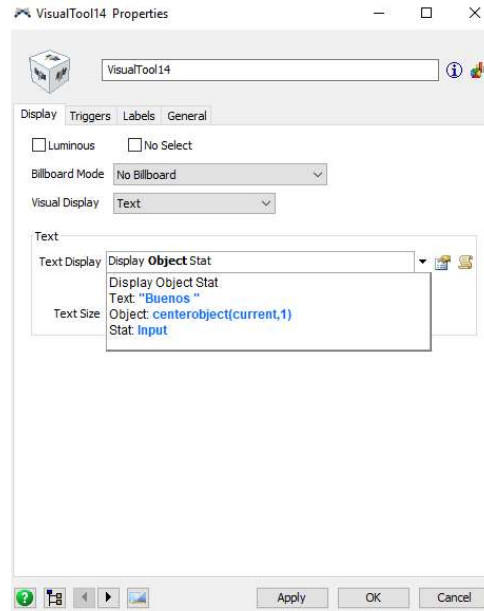 VisualTool14 Properties
VisualTool14
Display Triggers Labels General
Luminous No Select
Billboard Mode No Billboard
Visual Display Text
Text
Text Display Display Object Stat
Display Object Stat
Text: "Buenos "
Text Size Object: centerobject(current,1)
Stat: Input
Apply OK Cancel